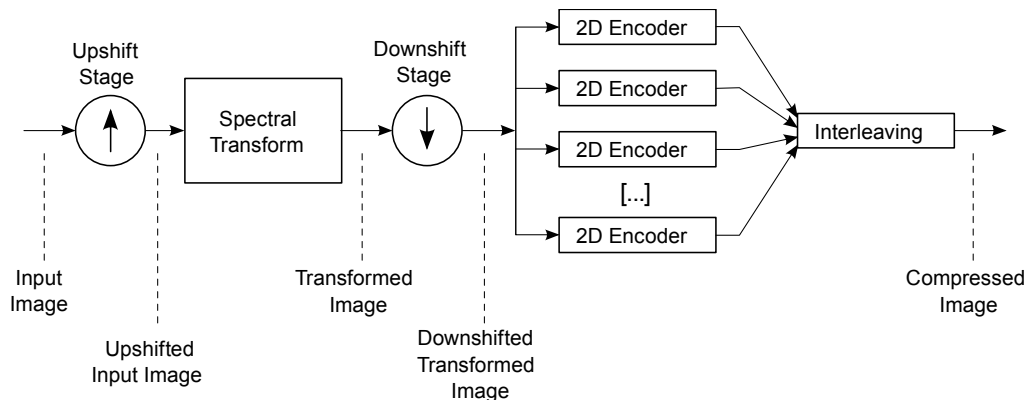 Upshift
Stage
Spectral
Transform
Downshift
Stage
2D Encoder
2D Encoder
2D Encoder
[...]
2D Encoder
Interleaving
Input
Image
Upshifted
Input Image
Transformed
Image
Downshifted
Transformed
Image
Compressed
Image